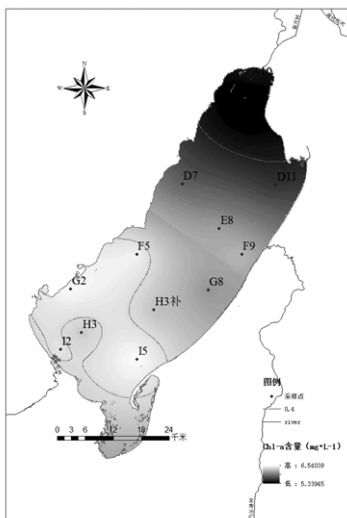 N
W
E
S
D7
D11
E8
F5
F9
G2
G8
H3补
H3
I2
I5
0 3 6 12 18 24
千米
图例
采样点
0.4
river
Chl-a含量（mg*L-1）
高 : 6.54039
低 : 5.33945